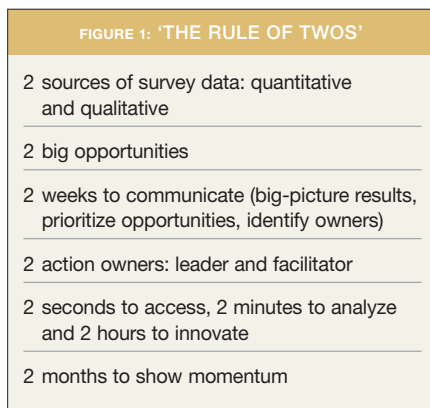 FIGURE 1: 'THE RULE OF TWOS'
2 sources of survey data: quantitative
and qualitative
2 big opportunities
2 weeks to communicate (big-picture results,
prioritize opportunities, identify owners)
2 action owners: leader and facilitator
2 seconds to access, 2 minutes to analyze
and 2 hours to innovate
2 months to show momentum